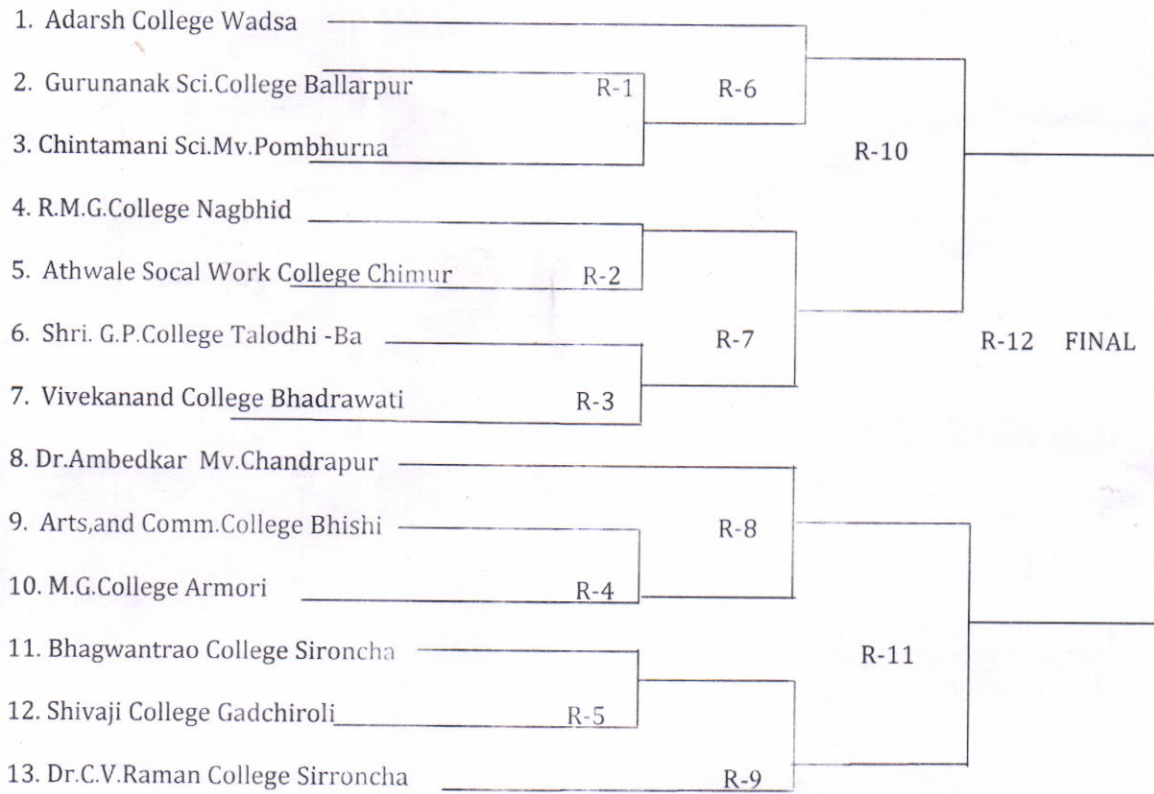 1. Adarsh College Wadsa
2. Gurunanak Sci.College Ballarpur R-1 R-6
3. Chintamani Sci.Mv.Pombhurna R-10
4. R.M.G.College Nagbhid
5. Athwale Socal Work College Chimur R-2
6. Shri. G.P.College Talodhi -Ba R-7 R-12 FINAL
7. Vivekanand College Bhadrawati R-3
8. Dr.Ambedkar Mv.Chandrapur
9. Arts,and Comm.College Bhishi R-8
10. M.G.College Armori R-4
11. Bhagwantrao College Sironcha R-11
12. Shivaji College Gadchiroli R-5
13. Dr.C.V.Raman College Sirroncha R-9